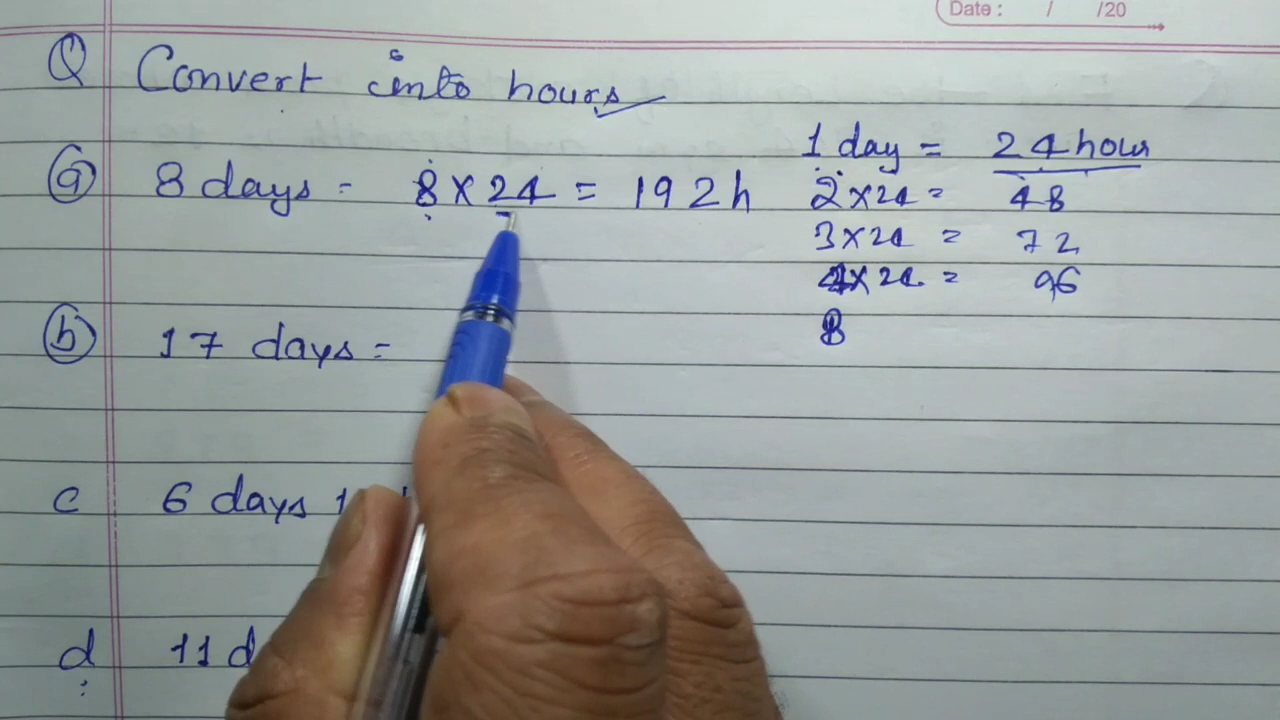 Date : / /20
Q Convert into hours
1 day = 24 hour
a 8 days = 8 x 24 = 192 h
2 x 24 = 48
3 x 24 = 72
4 x 24 = 96
8
b 17 days =
c 6 days
d 11